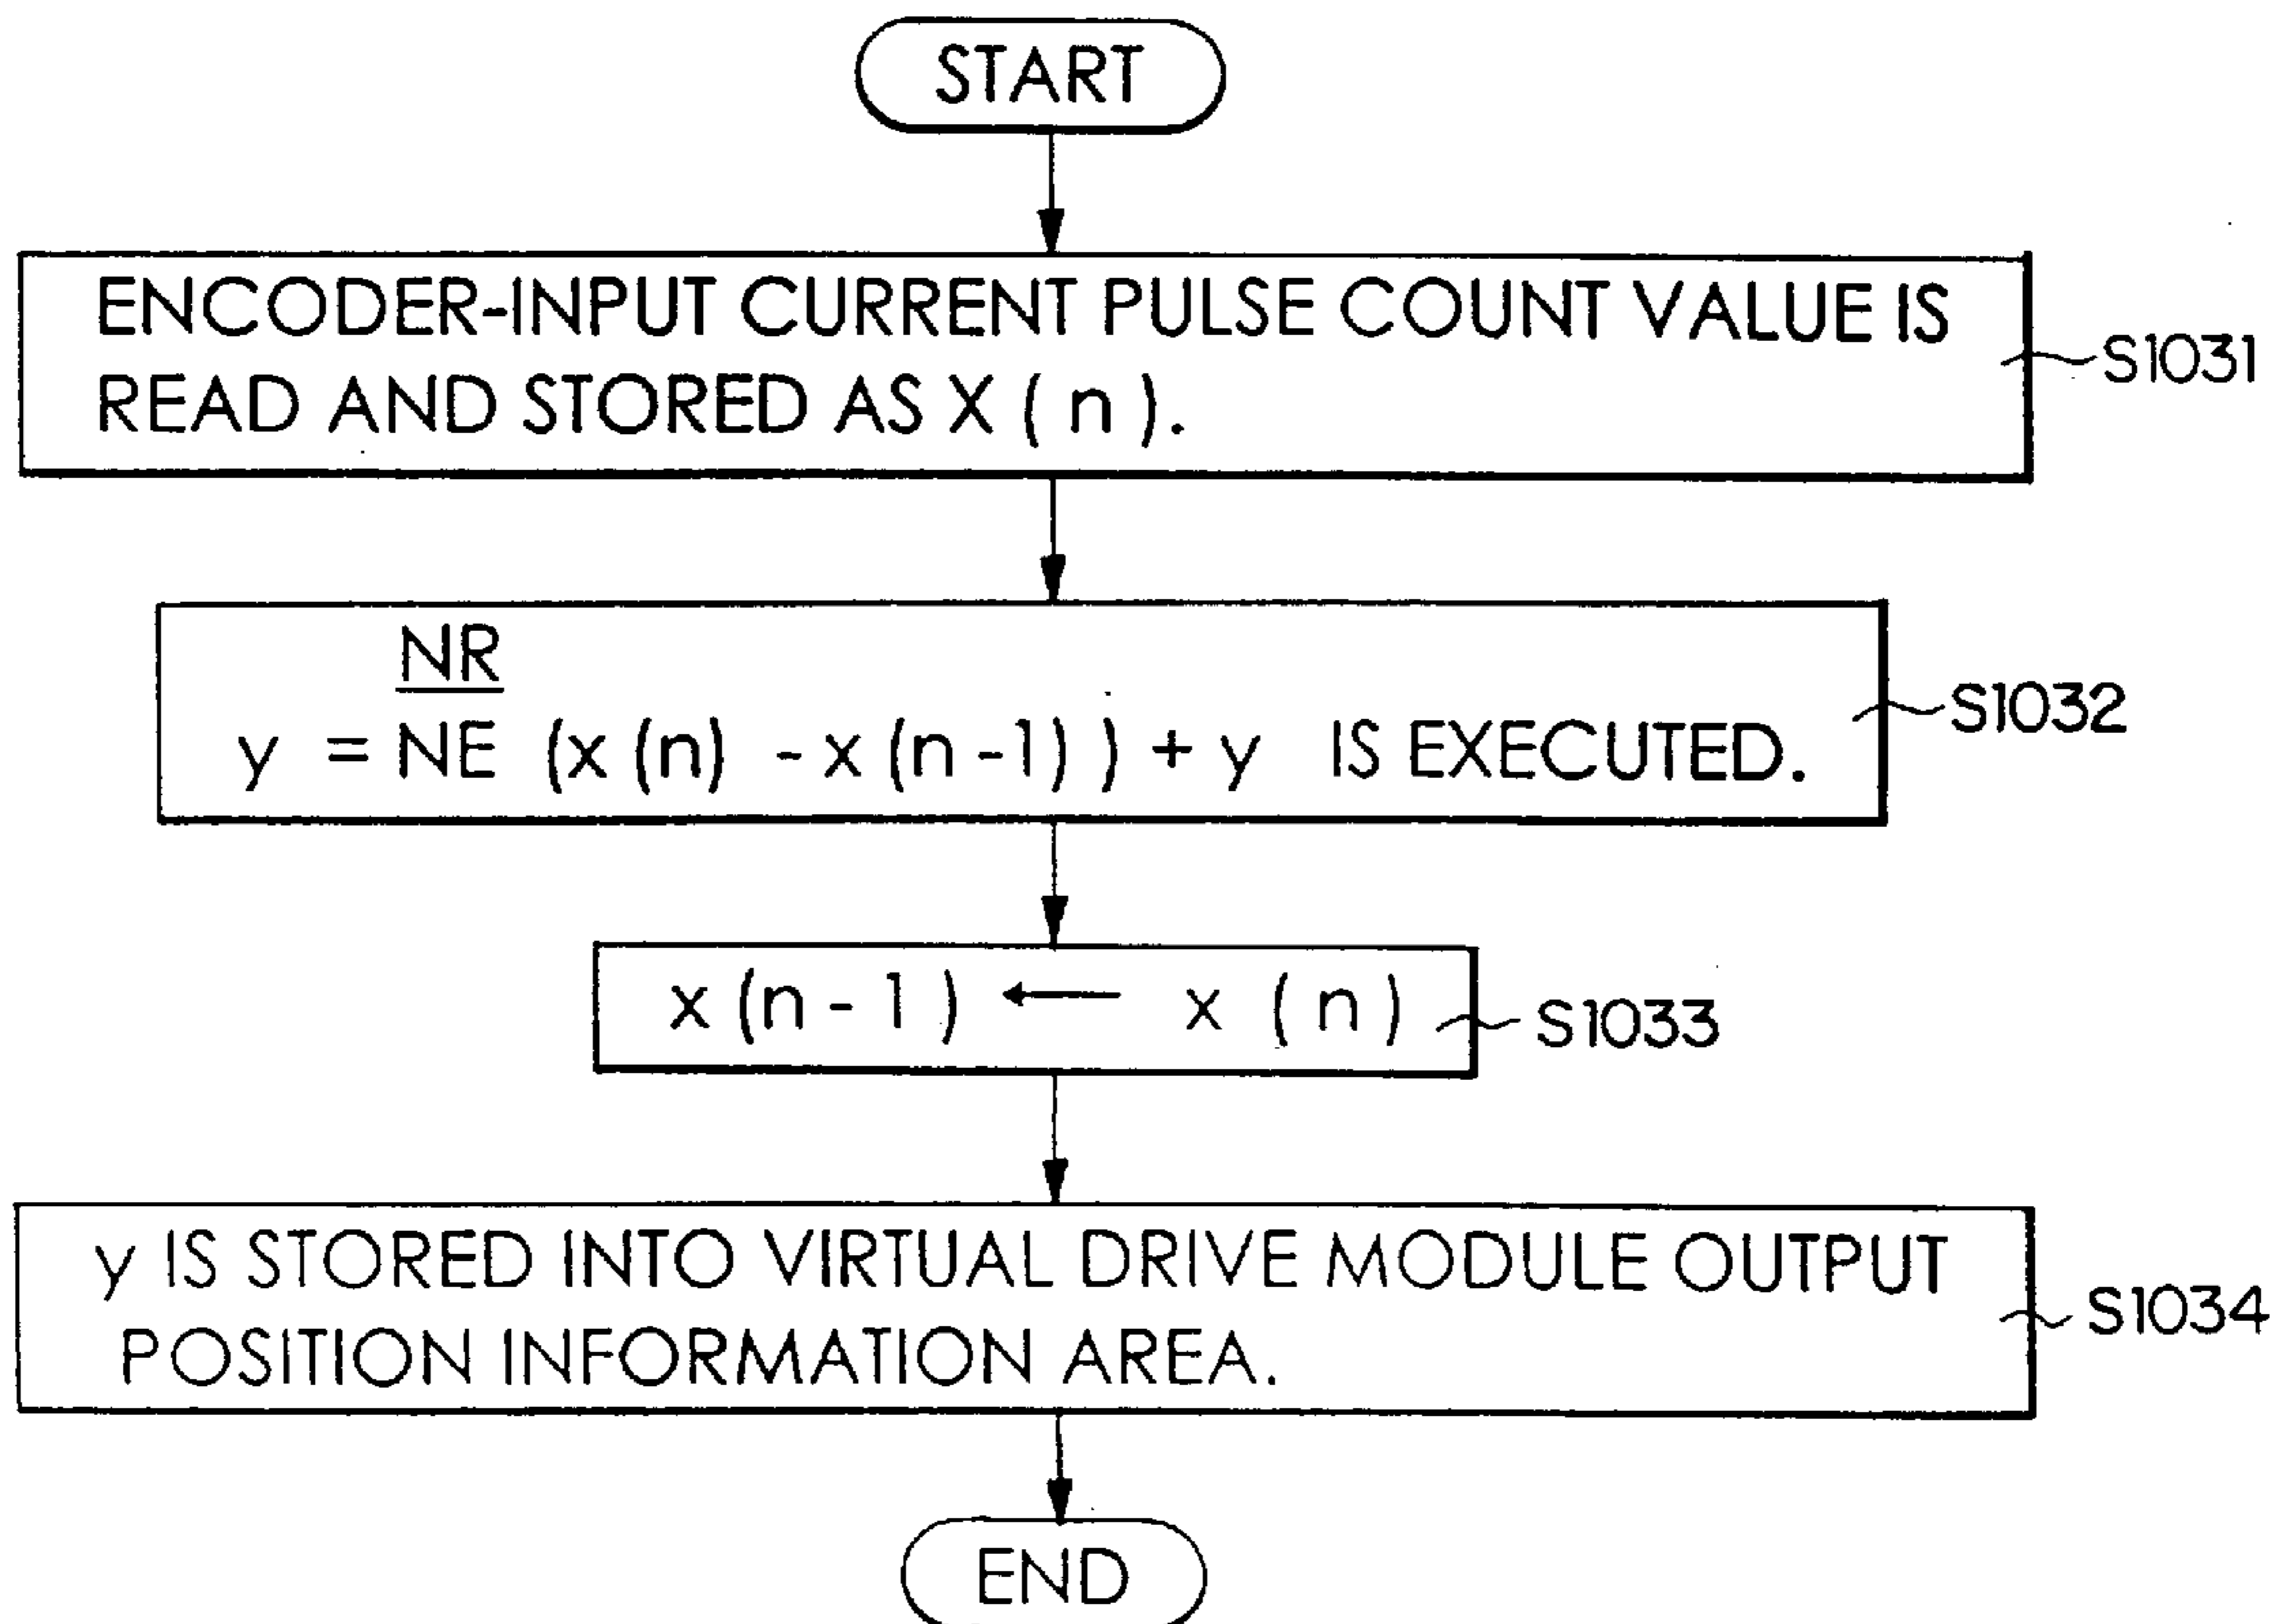 START
ENCODER-INPUT CURRENT PULSE COUNT VALUE IS
READ AND STORED AS X ( n ).
S1031
NR
y = NE (x (n) - x (n -1) ) + y IS EXECUTED.
S1032
x (n - 1 ) ← x ( n )
S1033
y IS STORED INTO VIRTUAL DRIVE MODULE OUTPUT
POSITION INFORMATION AREA.
S1034
END